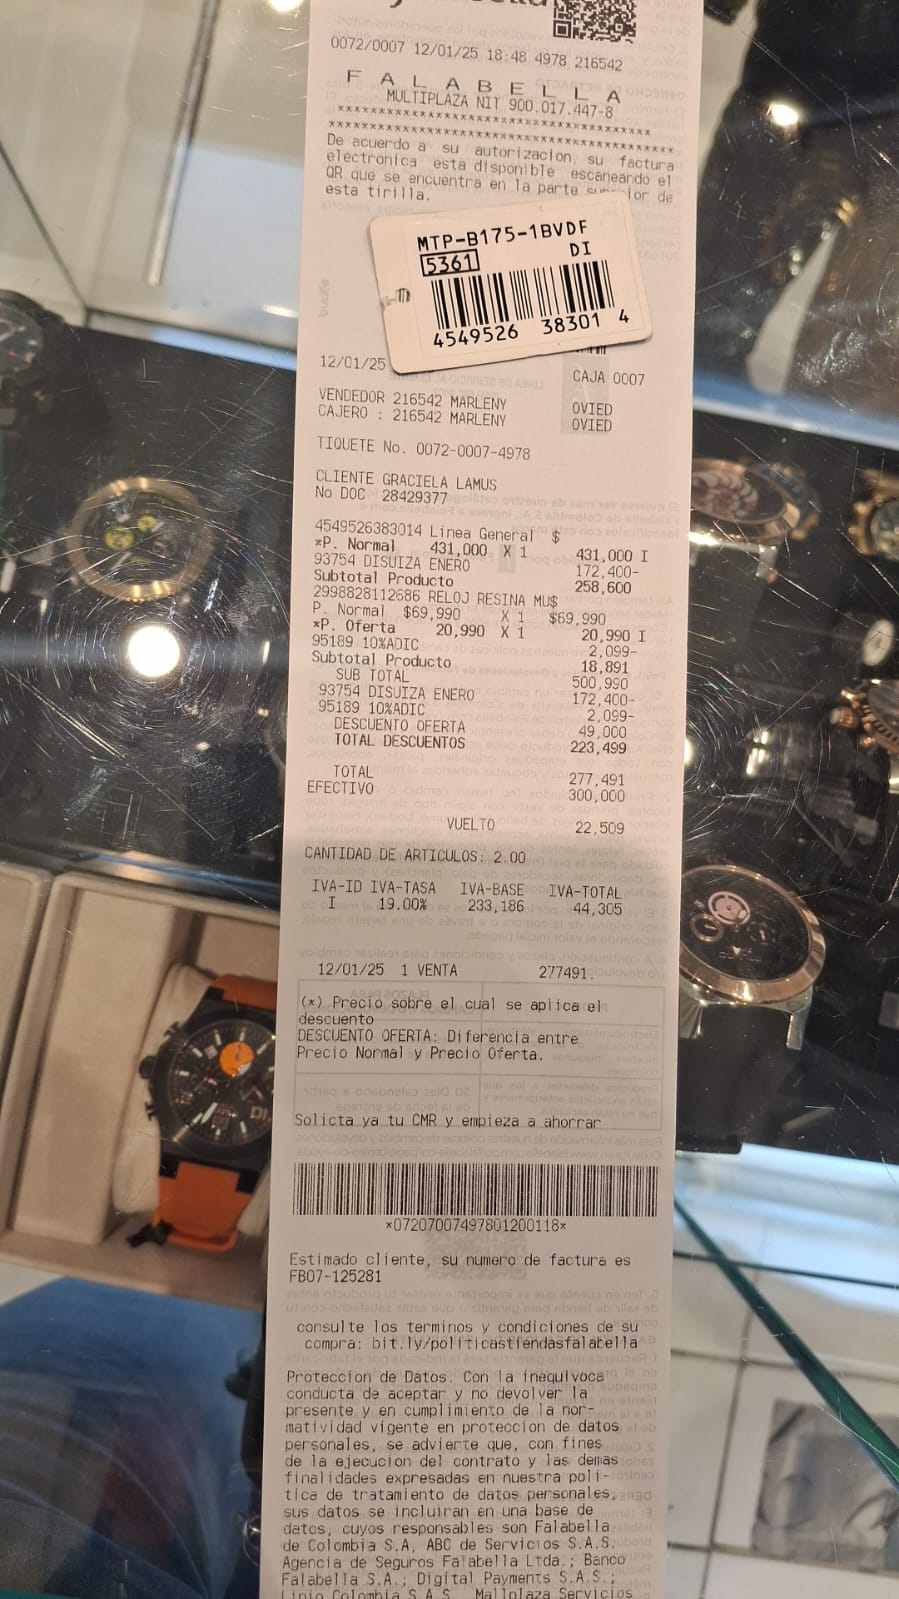 0072/0007 12/01/25 18:48 4978 216542
F A L A B E L L A
MULTIPLAZA NIT 900.017.447-8
****************************************
********************************************
De acuerdo a su autorizacion, su factura
electronica esta disponible escaneando el
QR que se encuentra en la parte superior de
esta tirilla.
MTP-B175-1BVDF
5361 DI
4549526 38301 4
12/01/25 CAJA 0007
VENDEDOR 216542 MARLENY OVIED
CAJERO : 216542 MARLENY OVIED
TIQUETE No. 0072-0007-4978
CLIENTE GRACIELA LAMUS
No DOC 28429377
4549526383014 Linea General $
*P. Normal 431,000 X 1 431,000 I
93754 DISUIZA ENERO 172,400-
Subtotal Producto 258,600
2998828112686 RELOJ RESINA MU$
P. Normal $69,990 X 1 $69,990
*P. Oferta 20,990 X 1 20,990 I
95189 10%ADIC 2,099-
Subtotal Producto 18,891
SUB TOTAL 500,990
93754 DISUIZA ENERO 172,400-
95189 10%ADIC 2,099-
DESCUENTO OFERTA 49,000
TOTAL DESCUENTOS 223,499
TOTAL 277,491
EFECTIVO 300,000
VUELTO 22,509
CANTIDAD DE ARTICULOS: 2.00
IVA-ID IVA-TASA IVA-BASE IVA-TOTAL
I 19.00% 233,186 44,305
12/01/25 1 VENTA 277491.
(*) Precio sobre el cual se aplica el
descuento
DESCUENTO OFERTA: Diferencia entre
Precio Normal y Precio Oferta.
Solicta ya tu CMR y empieza a ahorrar
*07207007497801200118*
Estimado cliente, su numero de factura es
FB07-125281
consulte los terminos y condiciones de su
compra: bit.ly/politicastiendasfalabella
Proteccion de Datos. Con la inequivoca
conducta de aceptar y no devolver la
presente y en cumplimiento de la nor-
matividad vigente en proteccion de datos
personales, se advierte que, con fines
de la ejecucion del contrato y las demas
finalidades expresadas en nuestra poli-
tica de tratamiento de datos personales,
sus datos se incluiran en una base de
datos, cuyos responsables son Falabella
de Colombia S.A, ABC de Servicios S.A.S.
Agencia de Seguros Falabella Ltda.; Banco
Falabella S.A.; Digital Payments S.A.S.;
Linio Colombia S.A.S., Mallplaza Servicios